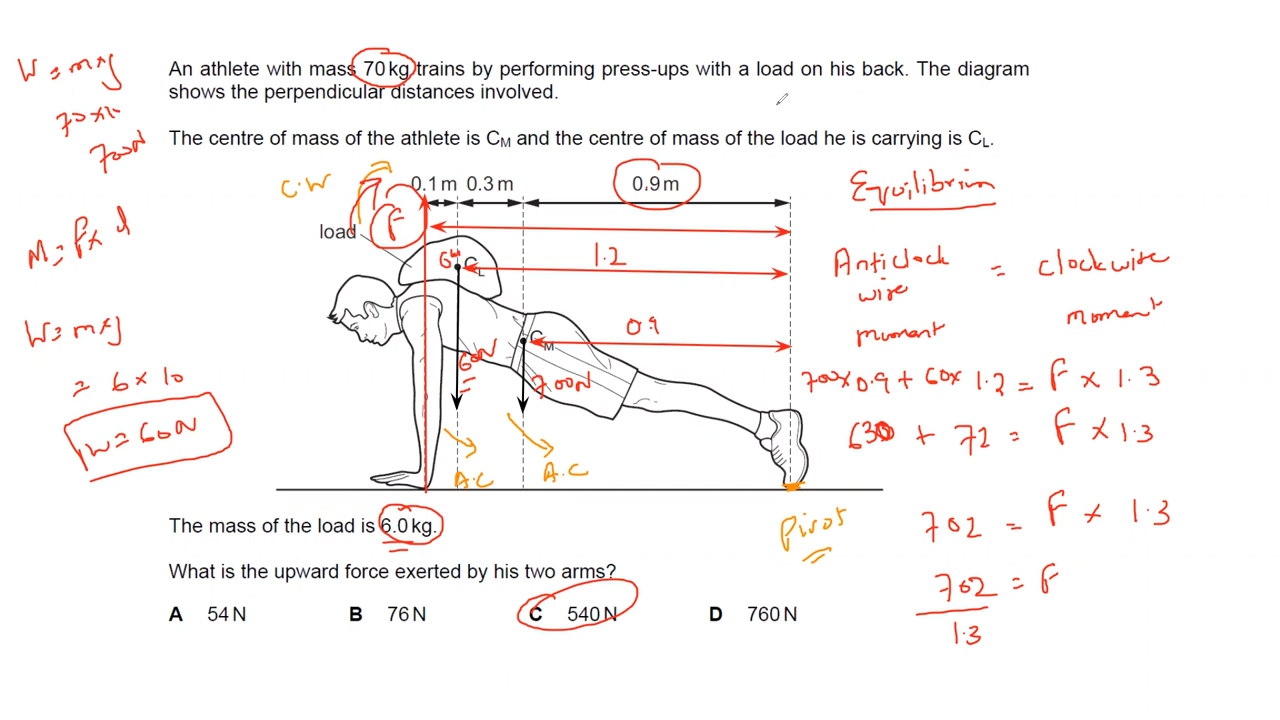 W = m×g
An athlete with mass 70 kg trains by performing press-ups with a load on his back. The diagram
shows the perpendicular distances involved.
70×10
700N
The centre of mass of the athlete is CM and the centre of mass of the load he is carrying is CL.
C.W
0.1 m 0.3 m
0.9 m
Equilibrium
F
load
M = F× d
1.2
60N
CL
Anticlock
wise
moment
=
clockwise
moment
W = m×g
0.9
CM
60N
700N
= 6 × 10
700×0.9 + 60× 1.2 = F × 1.3
W = 60N
630 + 72 = F × 1.3
A.C
A.C
702 = F × 1.3
The mass of the load is 6.0 kg.
Pivot
What is the upward force exerted by his two arms?
702 = F
1.3
A 54 N B 76 N C 540 N D 760 N